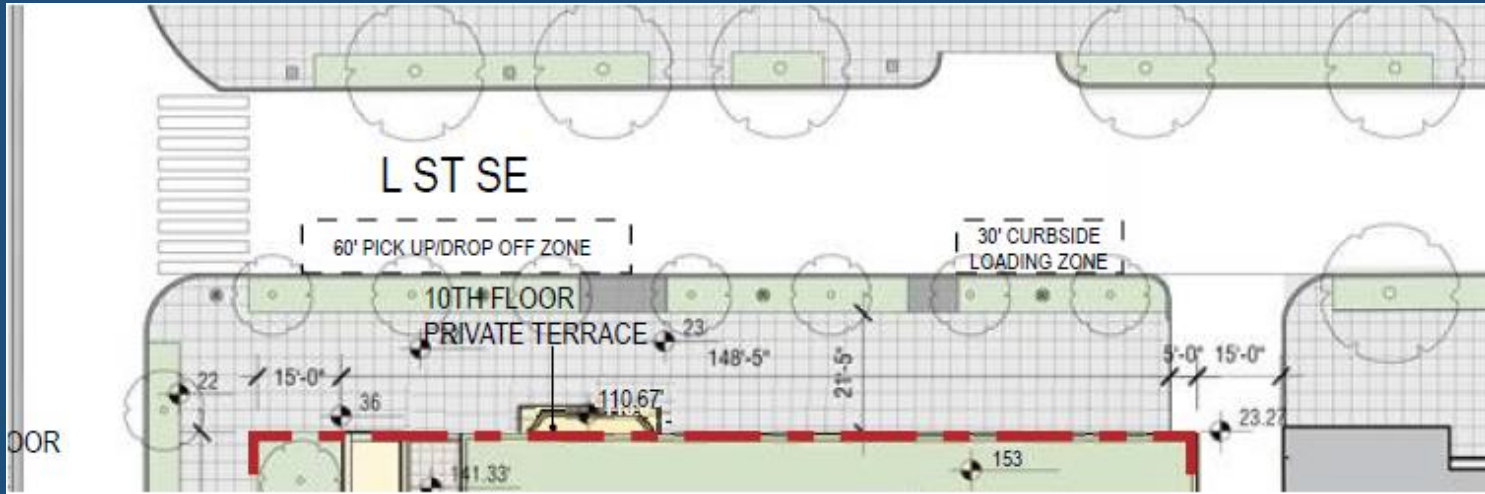 L ST SE
60' PICK UP/DROP OFF ZONE
30' CURBSIDE
LOADING ZONE
10TH FLOOR
PRIVATE TERRACE
23
148'-5"
21'-5"
5'-0"
15'-0"
22
15'-0"
36
110.67'
23.27
OOR
141.33'
153